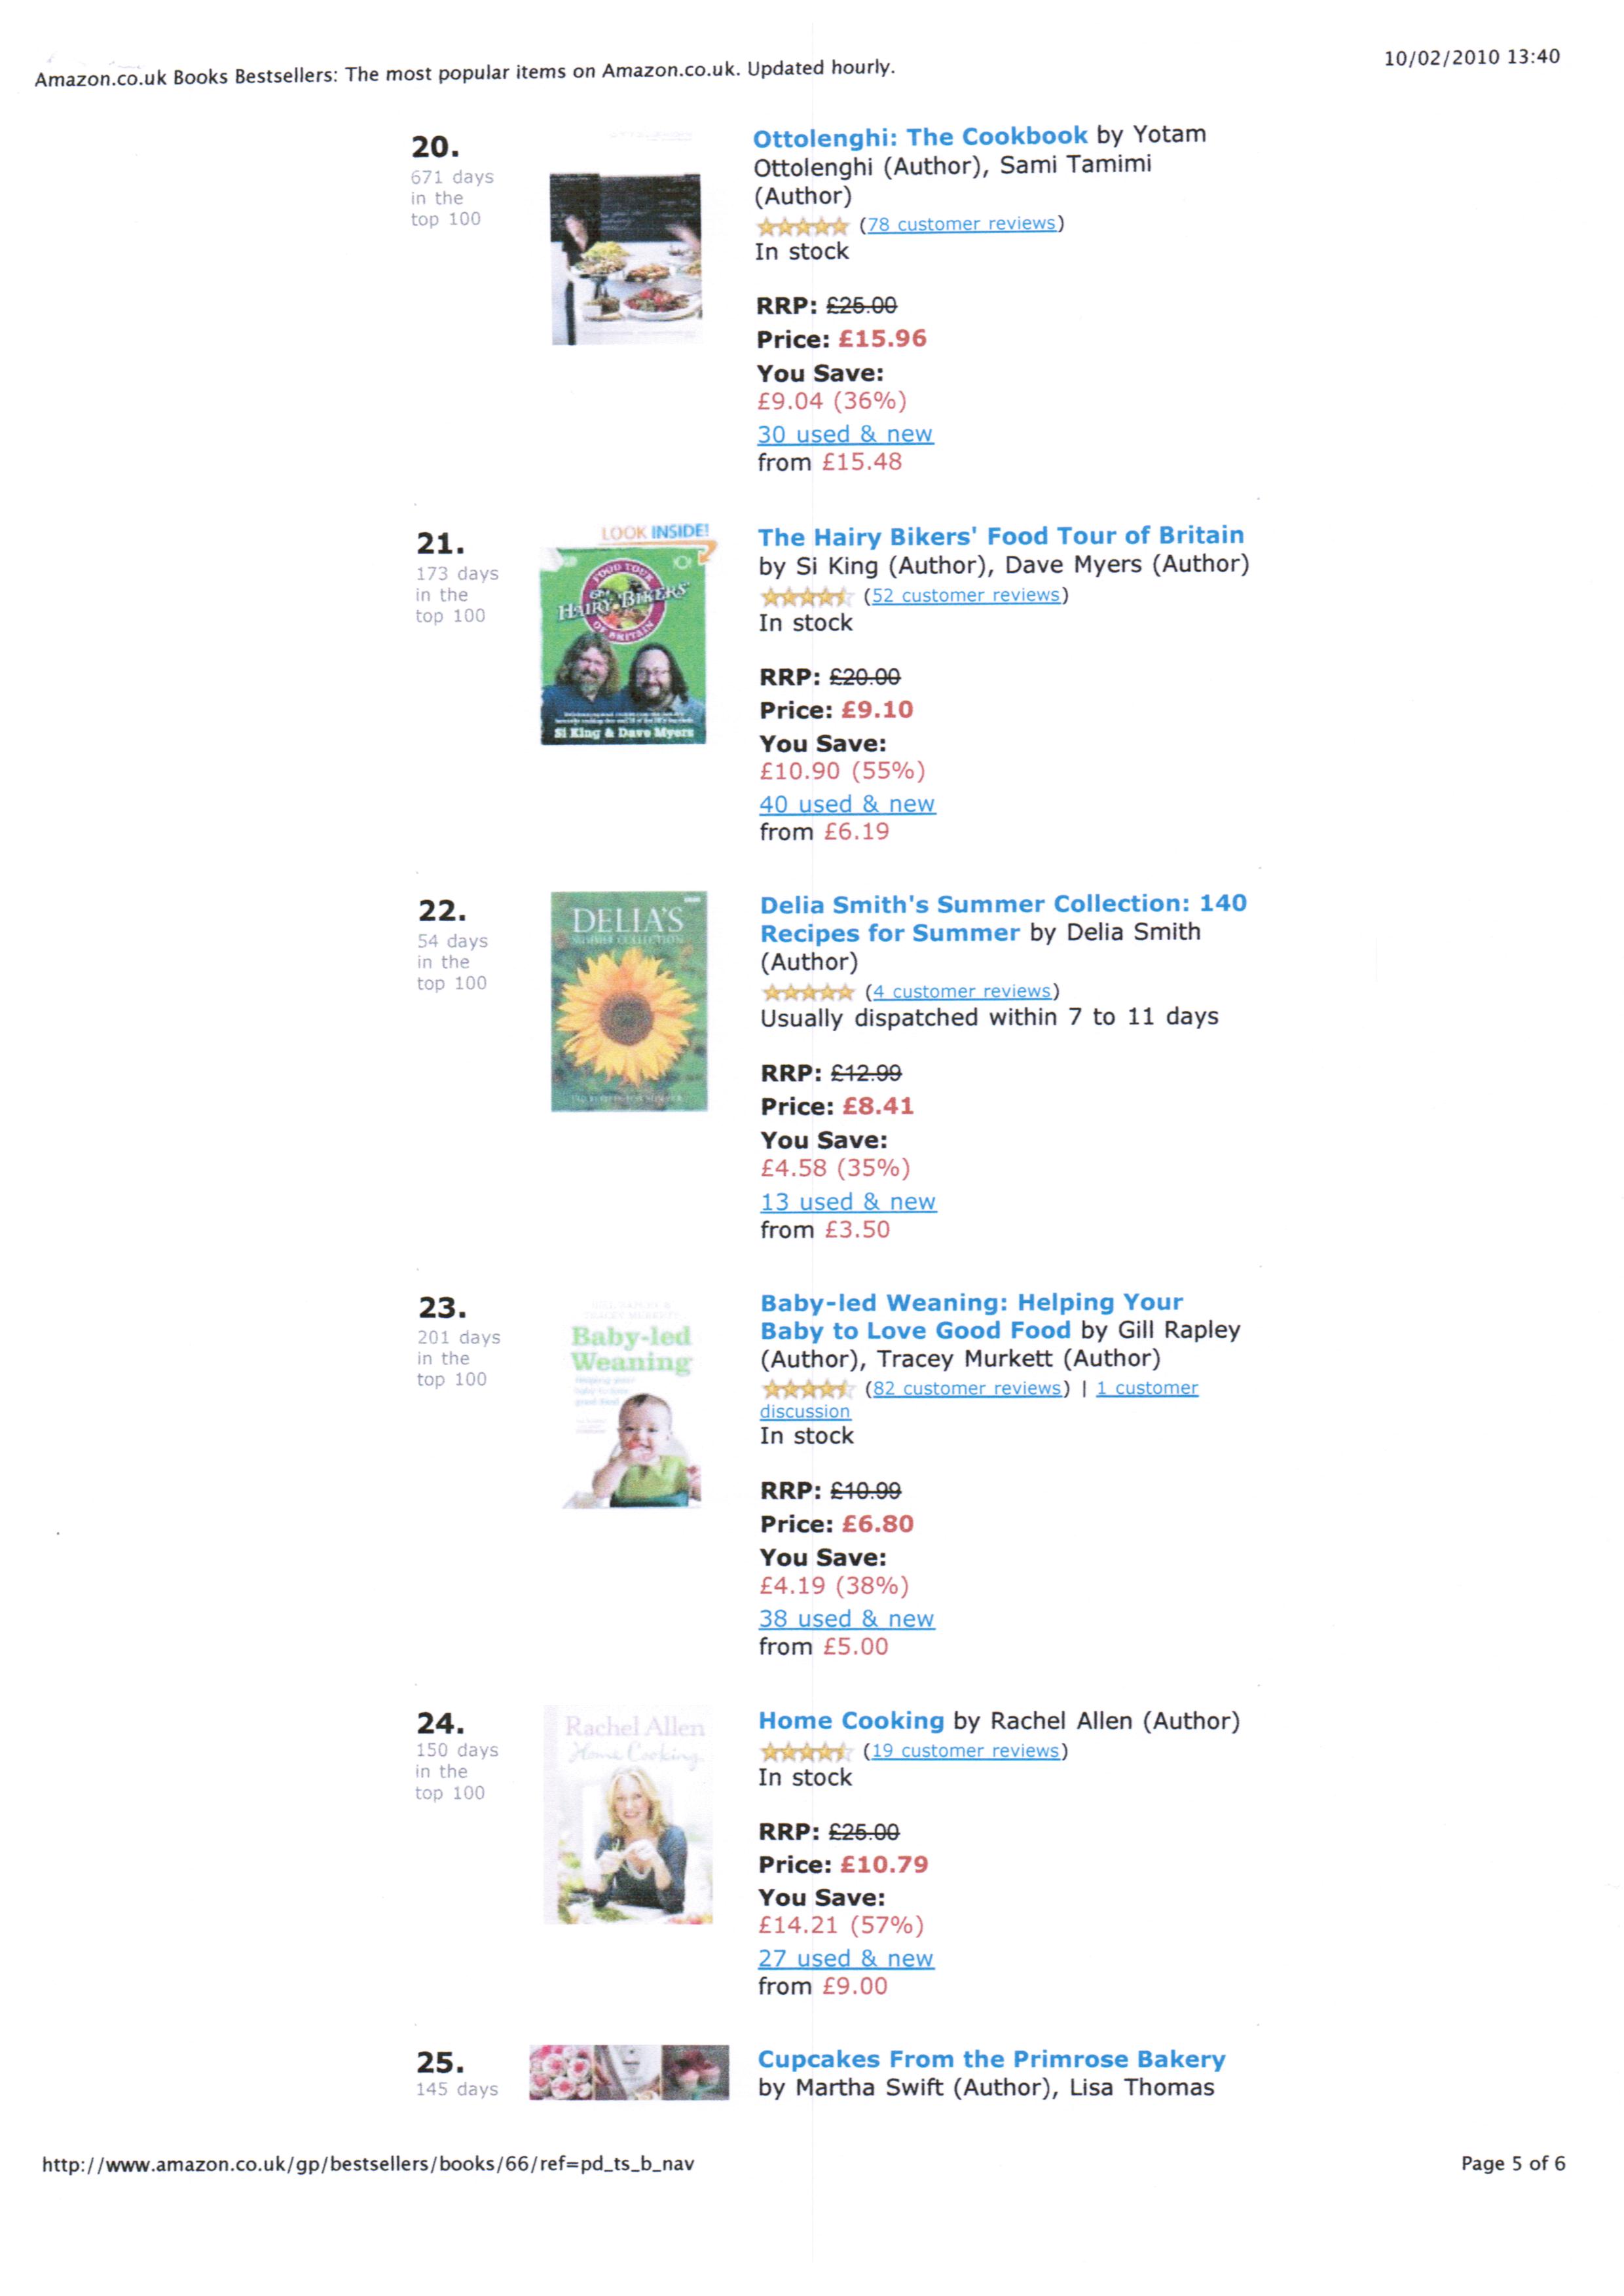 Amazon.co.uk Books Bestsellers: The most popular items on Amazon.co.uk. Updated hourly.
10/02/2010 13:40
20.
671 days
in the
top 100
Ottolenghi: The Cookbook by Yotam
Ottolenghi (Author), Sami Tamimi
(Author)
(78 customer reviews)
In stock
RRP: £25.00
Price: £15.96
You Save:
£9.04 (36%)
30 used & new
from £15.48
21.
173 days
in the
top 100
LOOK INSIDE!
FOOD TOUR
HAIRY BIKERS'
OF BRITAIN
Si King & Dave Myers
The Hairy Bikers' Food Tour of Britain
by Si King (Author), Dave Myers (Author)
(52 customer reviews)
In stock
RRP: £20.00
Price: £9.10
You Save:
£10.90 (55%)
40 used & new
from £6.19
22.
54 days
in the
top 100
DELIA'S
SUMMER COLLECTION
Delia Smith's Summer Collection: 140
Recipes for Summer by Delia Smith
(Author)
(4 customer reviews)
Usually dispatched within 7 to 11 days
RRP: £12.99
Price: £8.41
You Save:
£4.58 (35%)
13 used & new
from £3.50
23.
201 days
in the
top 100
Baby-led
Weaning
Helping your
baby to love
good food
Baby-led Weaning: Helping Your
Baby to Love Good Food by Gill Rapley
(Author), Tracey Murkett (Author)
(82 customer reviews) | 1 customer
discussion
In stock
RRP: £10.99
Price: £6.80
You Save:
£4.19 (38%)
38 used & new
from £5.00
24.
150 days
in the
top 100
Rachel Allen
Home Cooking
Home Cooking by Rachel Allen (Author)
(19 customer reviews)
In stock
RRP: £25.00
Price: £10.79
You Save:
£14.21 (57%)
27 used & new
from £9.00
25.
145 days
Cupcakes From the Primrose Bakery
by Martha Swift (Author), Lisa Thomas
http://www.amazon.co.uk/gp/bestsellers/books/66/ref=pd_ts_b_nav
Page 5 of 6